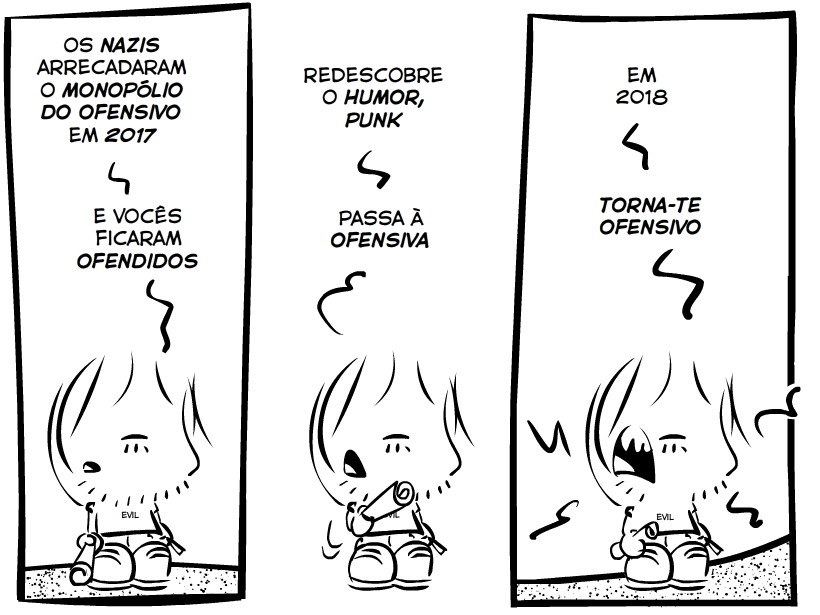 OS NAZIS
ARRECADARAM
O MONOPÓLIO
DO OFENSIVO
EM 2017
E VOCÊS
FICARAM
OFENDIDOS
EVIL
REDESCOBRE
O HUMOR,
PUNK
PASSA À
OFENSIVA
VIL
EM
2018
TORNA-TE
OFENSIVO
EVIL